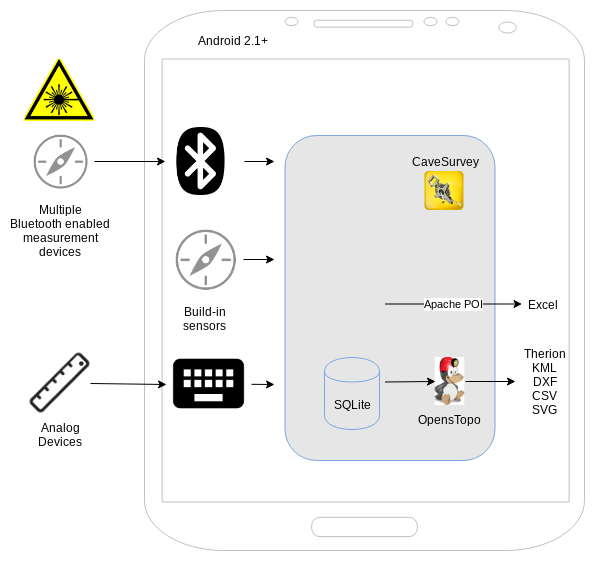 Android 2.1+
CaveSurvey
Multiple
Bluetooth enabled
measurement
devices
Build-in
sensors
Apache POI
Excel
Therion
KML
DXF
CSV
SVG
SQLite
OpensTopo
Analog
Devices